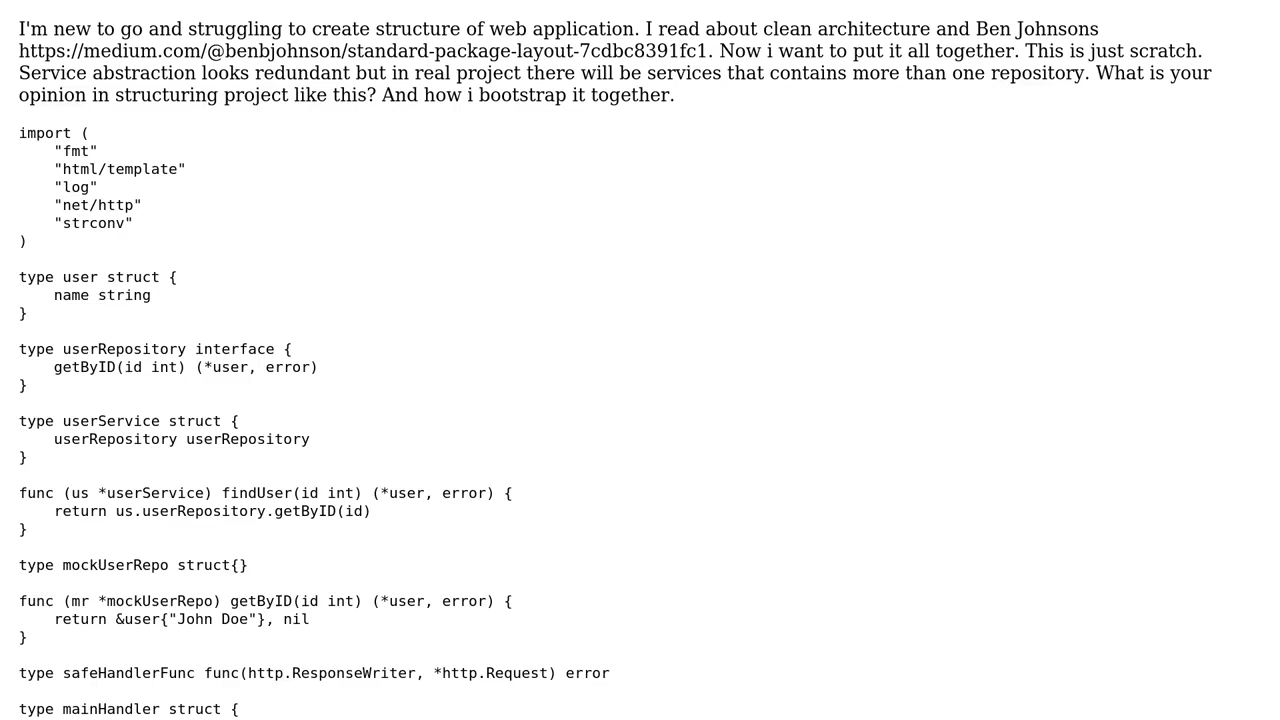 I'm new to go and struggling to create structure of web application. I read about clean architecture and Ben Johnsons
https://medium.com/@benbjohnson/standard-package-layout-7cdbc8391fc1. Now i want to put it all together. This is just scratch.
Service abstraction looks redundant but in real project there will be services that contains more than one repository. What is your
opinion in structuring project like this? And how i bootstrap it together.
import (
    "fmt"
    "html/template"
    "log"
    "net/http"
    "strconv"
)
type user struct {
    name string
}
type userRepository interface {
    getByID(id int) (*user, error)
}
type userService struct {
    userRepository userRepository
}
func (us *userService) findUser(id int) (*user, error) {
    return us.userRepository.getByID(id)
}
type mockUserRepo struct{}
func (mr *mockUserRepo) getByID(id int) (*user, error) {
    return &user{"John Doe"}, nil
}
type safeHandlerFunc func(http.ResponseWriter, *http.Request) error
type mainHandler struct {